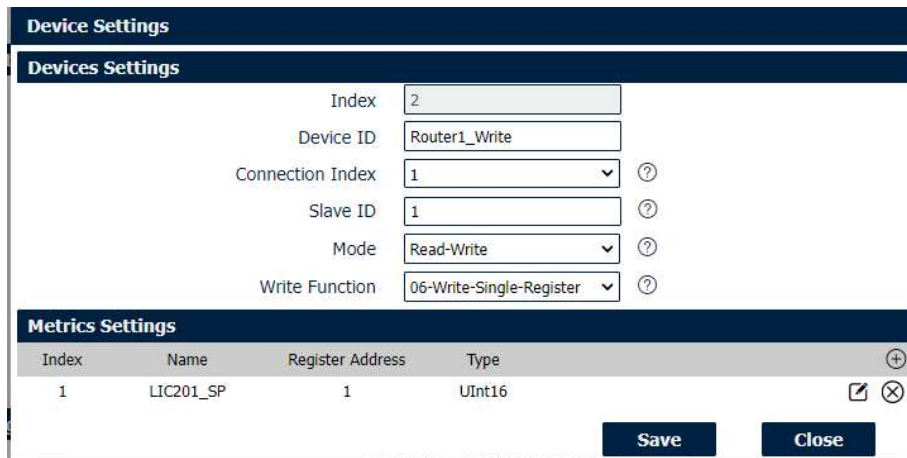 Device Settings
Devices Settings
Index 2
Device ID Router1_Write
Connection Index 1 ?
Slave ID 1 ?
Mode Read-Write ?
Write Function 06-Write-Single-Register ?
Metrics Settings
Index Name Register Address Type
1 LIC201_SP 1 UInt16
Save Close